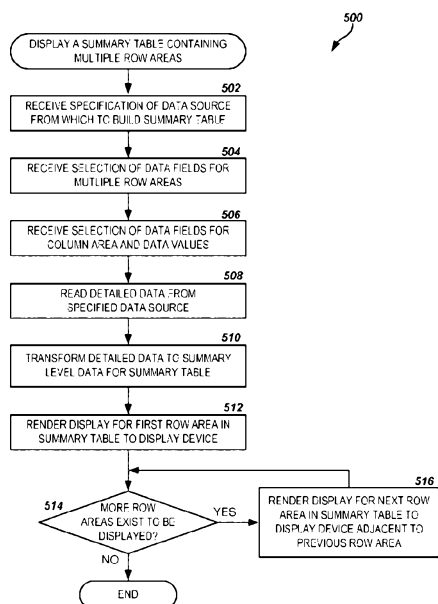 500
DISPLAY A SUMMARY TABLE CONTAINING
MULTIPLE ROW AREAS
502
RECEIVE SPECIFICATION OF DATA SOURCE
FROM WHICH TO BUILD SUMMARY TABLE
504
RECEIVE SELECTION OF DATA FIELDS FOR
MUTLIPLE ROW AREAS
506
RECEIVE SELECTION OF DATA FIELDS FOR
COLUMN AREA AND DATA VALUES
508
READ DETAILED DATA FROM
SPECIFIED DATA SOURCE
510
TRANSFORM DETAILED DATA TO SUMMARY
LEVEL DATA FOR SUMMARY TABLE
512
RENDER DISPLAY FOR FIRST ROW AREA IN
SUMMARY TABLE TO DISPLAY DEVICE
514
MORE ROW
AREAS EXIST TO BE
DISPLAYED?
YES
516
RENDER DISPLAY FOR NEXT ROW
AREA IN SUMMARY TABLE TO
DISPLAY DEVICE ADJACENT TO
PREVIOUS ROW AREA
NO
END